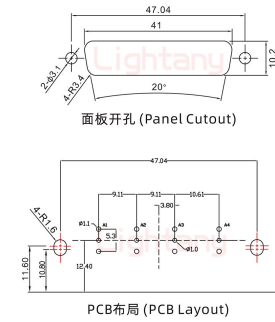 47.04
41
10.2
2-φ3.1
4-R3.4
Lightany
20°
面板开孔 (Panel Cutout)
47.04
9.11
9.11
10.61
3.80
4-R1.6
Ø1.1
A1
A2
A3
A4
5.3
Ø1.0
11.60
10.80
12.40
PCB布局 (PCB Layout)